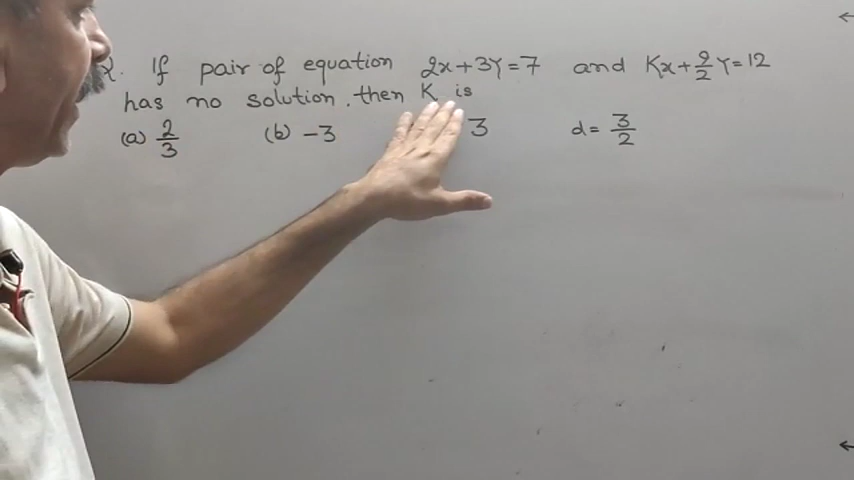 If pair of equation 2x+3y=7 and Kx+9/2y=12
has no solution. then K is
(a) 2/3 (b) -3 3 d= 3/2